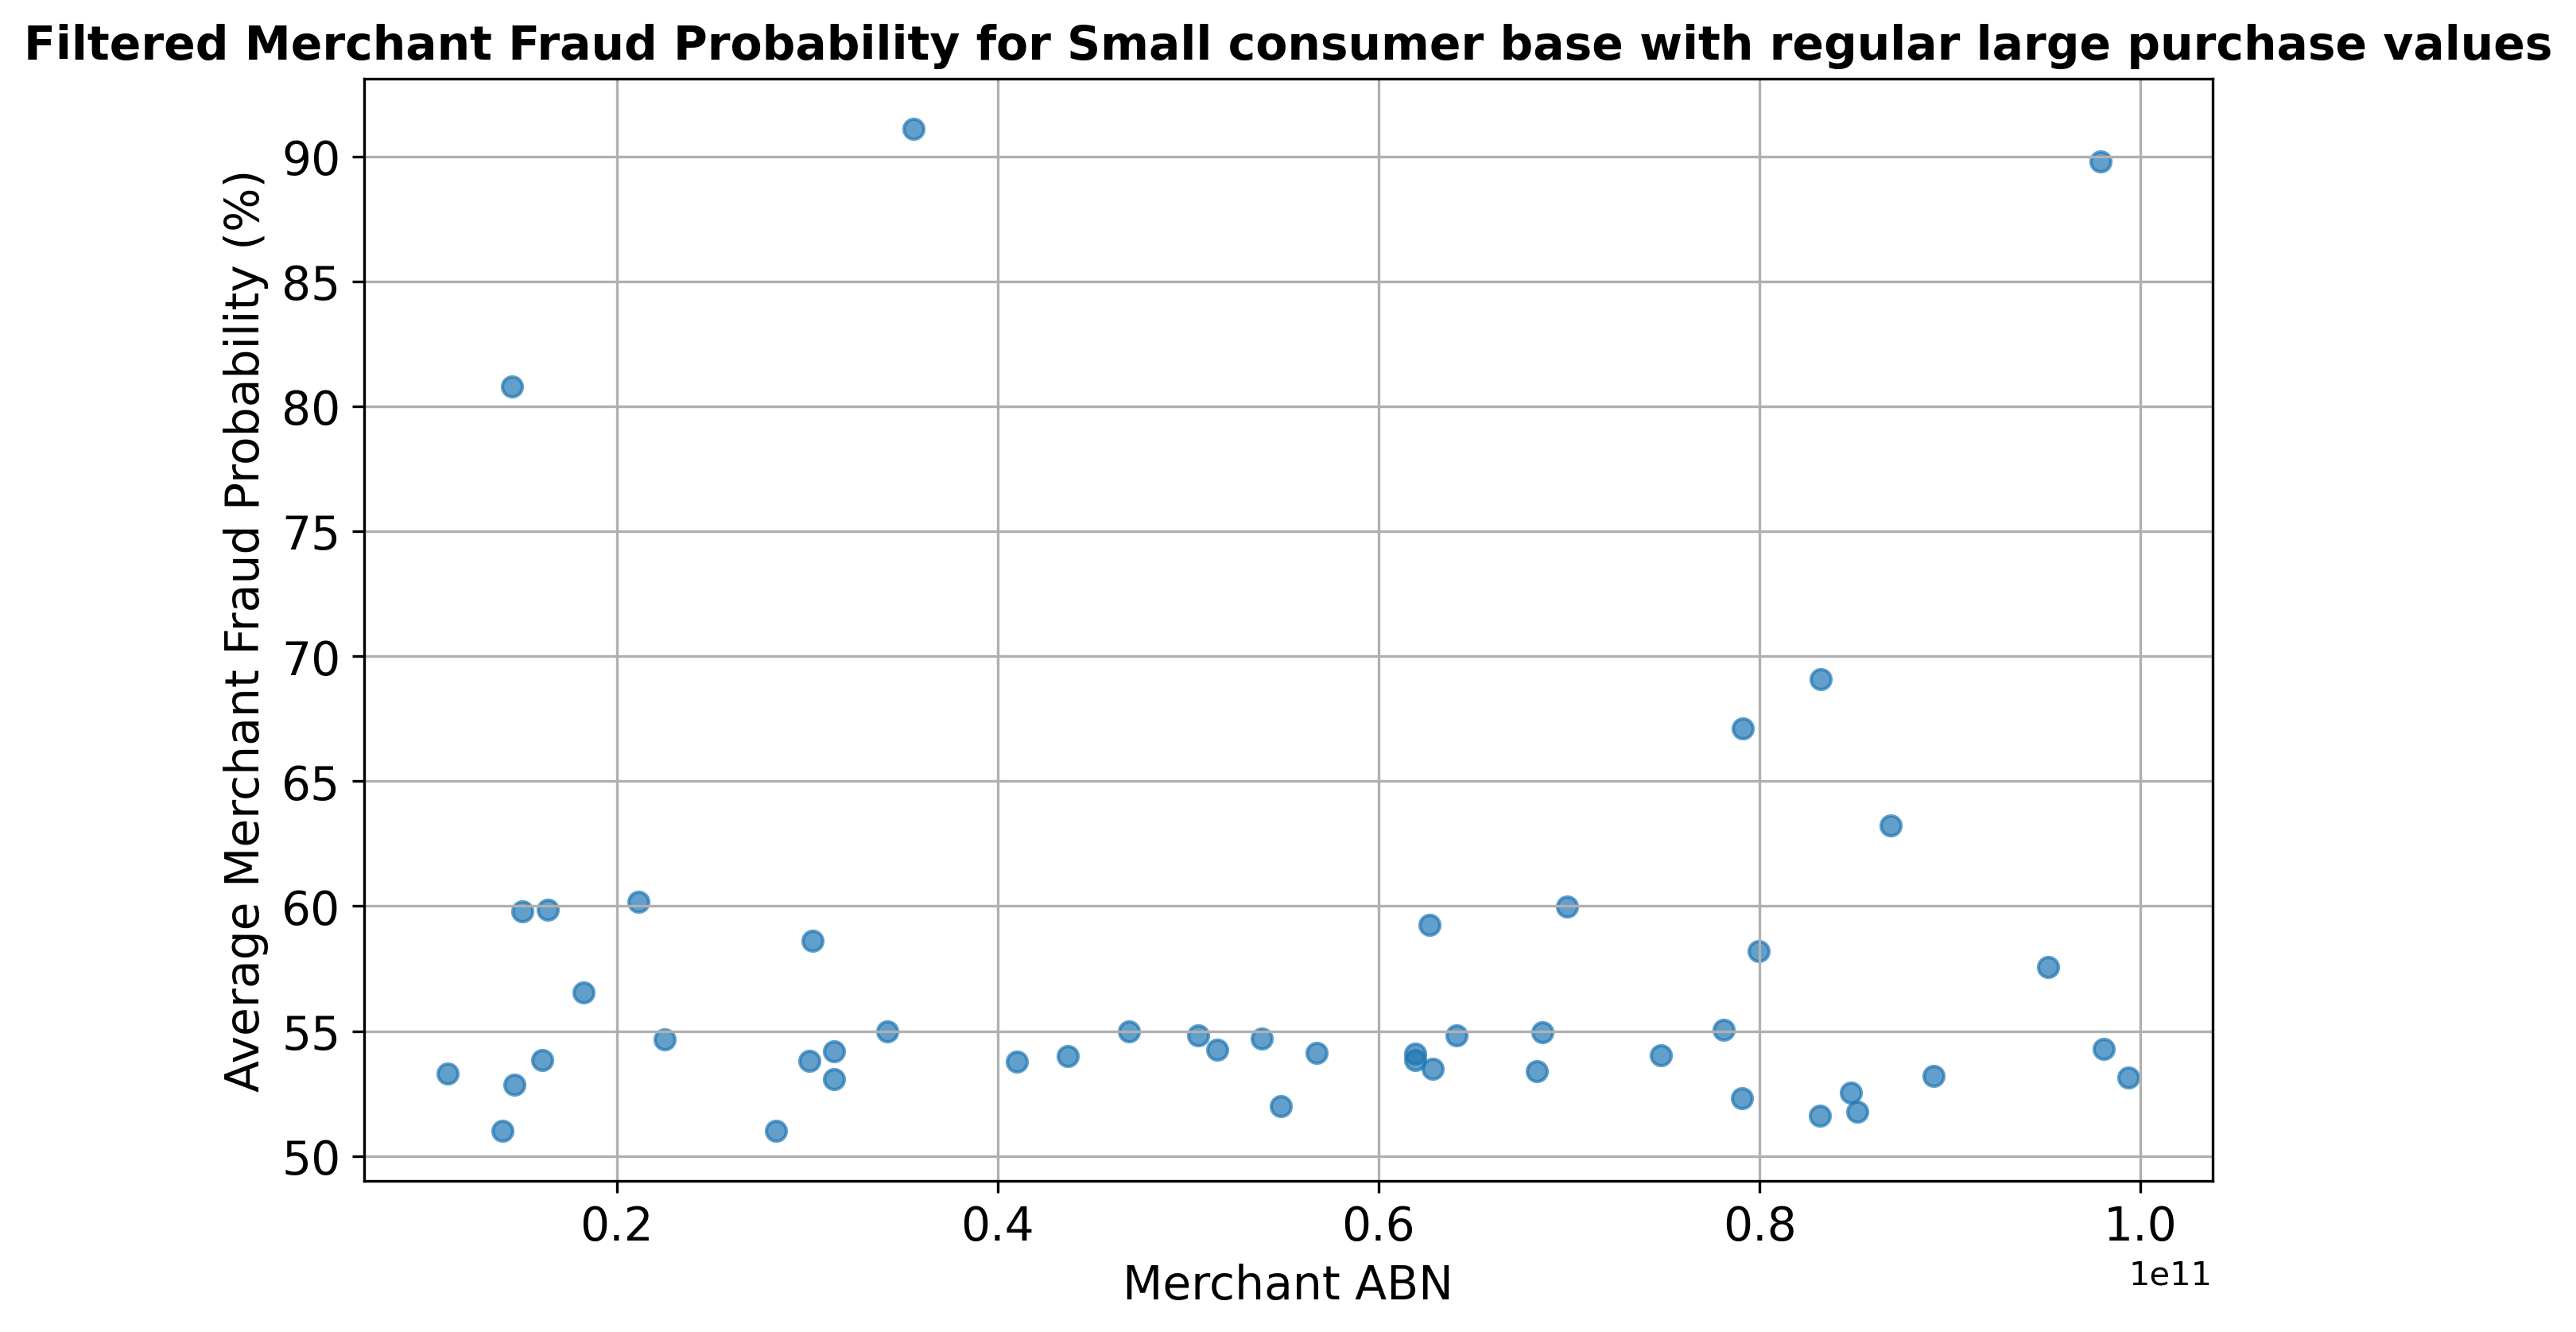 Filtered Merchant Fraud Probability for Small consumer base with regular large purchase values
Average Merchant Fraud Probability (%)
90
85
80
75
70
65
60
55
50
0.2 0.4 0.6 0.8 1.0
1e11
Merchant ABN